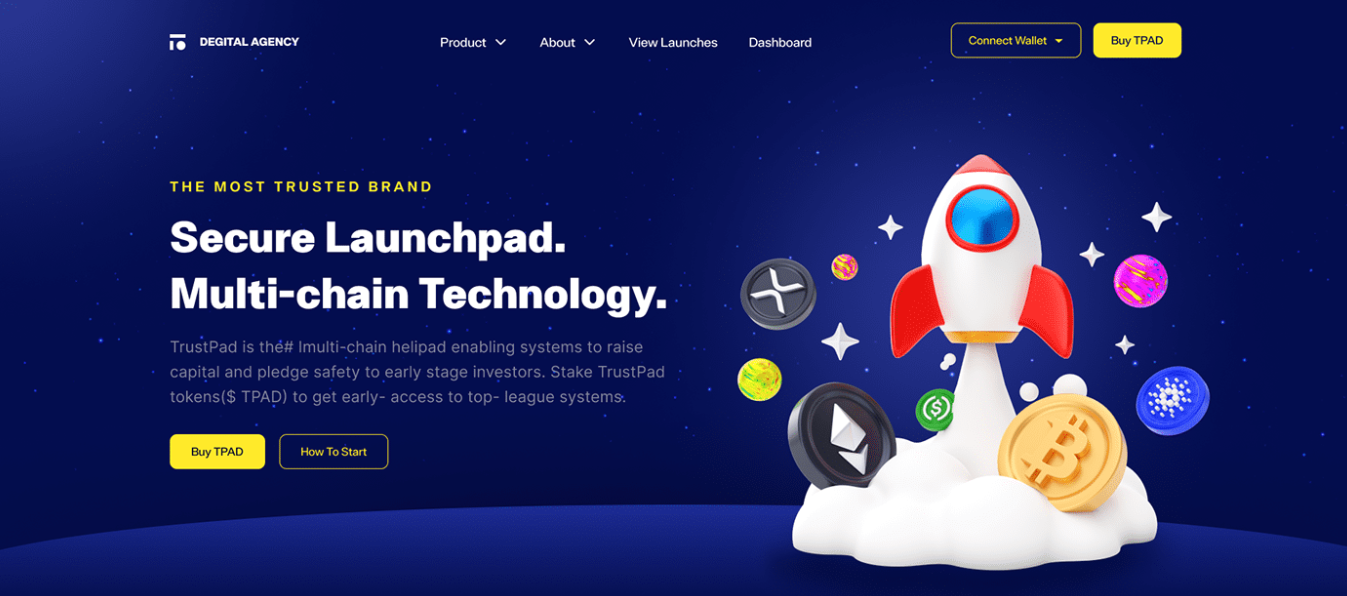 DEGITAL AGENCY
Product
About
View Launches
Dashboard
Connect Wallet
Buy TPAD
THE MOST TRUSTED BRAND
Secure Launchpad.
Multi-chain Technology.
TrustPad is the# Imulti-chain helipad enabling systems to raise
capital and pledge safety to early stage investors. Stake TrustPad
tokens($ TPAD) to get early- access to top- league systems.
Buy TPAD
How To Start